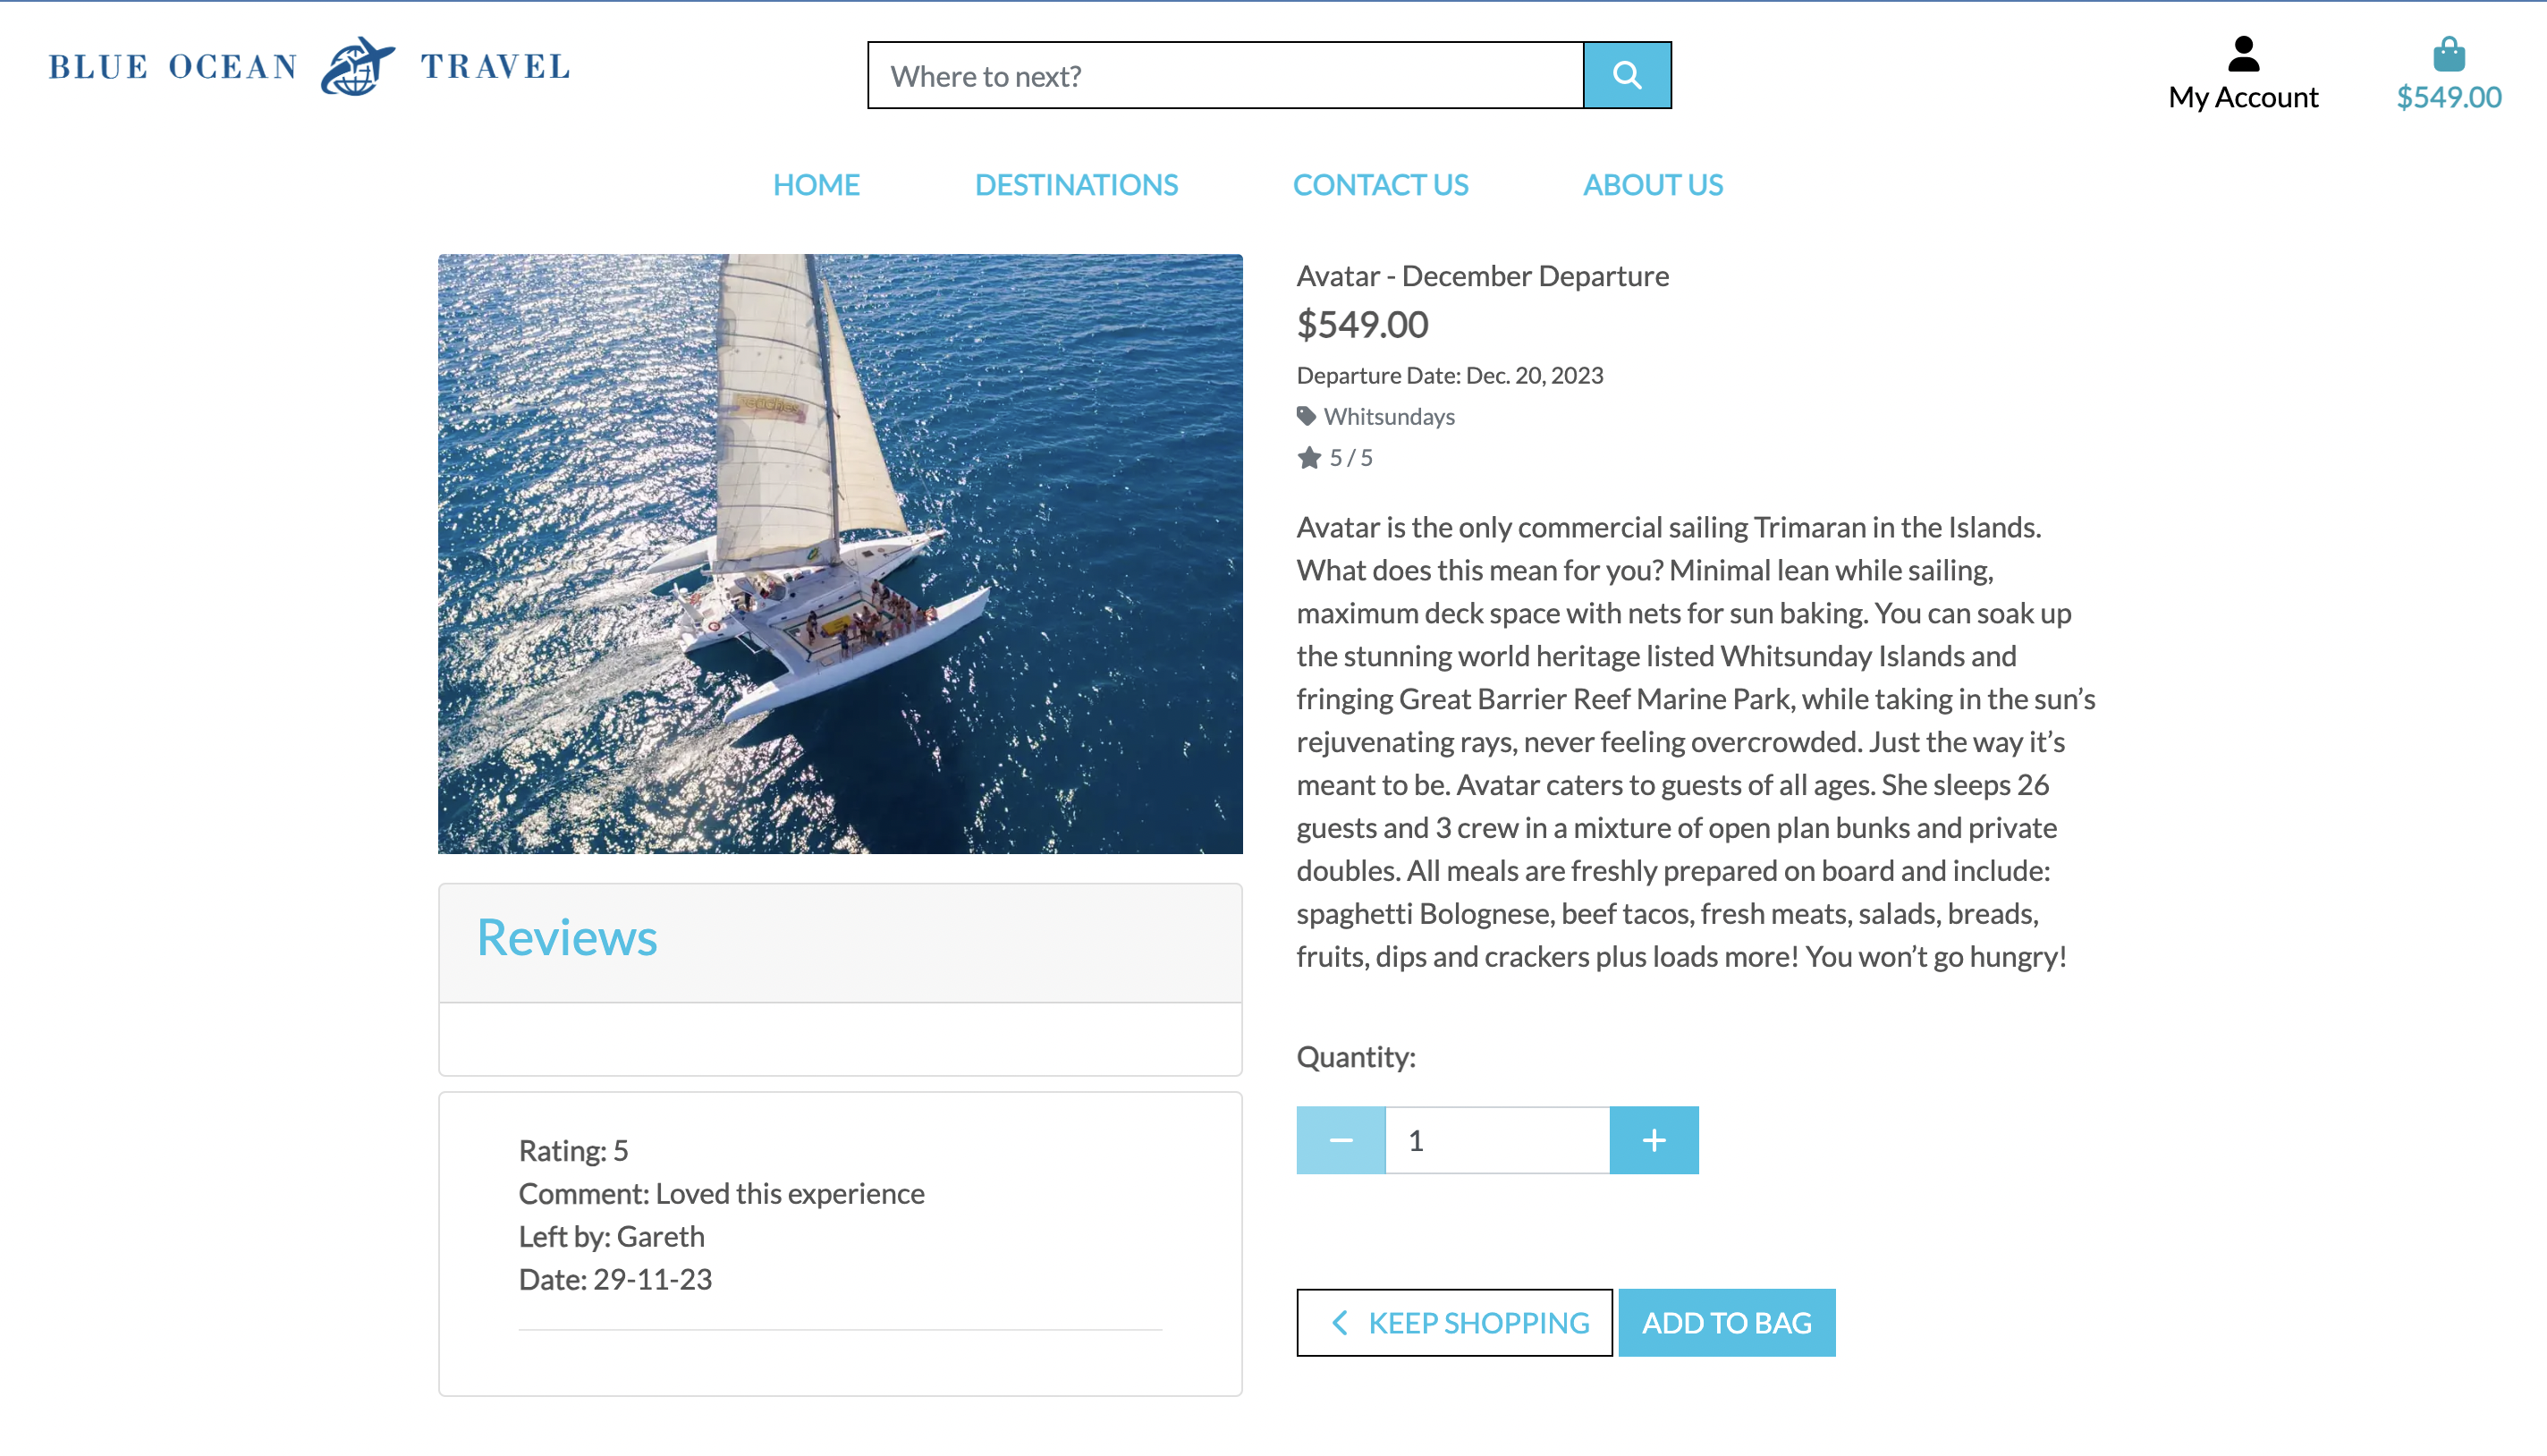 BLUE OCEAN TRAVEL
Where to next?
My Account
$549.00
HOME
DESTINATIONS
CONTACT US
ABOUT US
Avatar - December Departure
$549.00
Departure Date: Dec. 20, 2023
Whitsundays
5 / 5
Avatar is the only commercial sailing Trimaran in the Islands.
What does this mean for you? Minimal lean while sailing,
maximum deck space with nets for sun baking. You can soak up
the stunning world heritage listed Whitsunday Islands and
fringing Great Barrier Reef Marine Park, while taking in the sun’s
rejuvenating rays, never feeling overcrowded. Just the way it’s
meant to be. Avatar caters to guests of all ages. She sleeps 26
guests and 3 crew in a mixture of open plan bunks and private
doubles. All meals are freshly prepared on board and include:
spaghetti Bolognese, beef tacos, fresh meats, salads, breads,
fruits, dips and crackers plus loads more! You won’t go hungry!
Quantity:
1
KEEP SHOPPING
ADD TO BAG
Reviews
Rating: 5
Comment: Loved this experience
Left by: Gareth
Date: 29-11-23